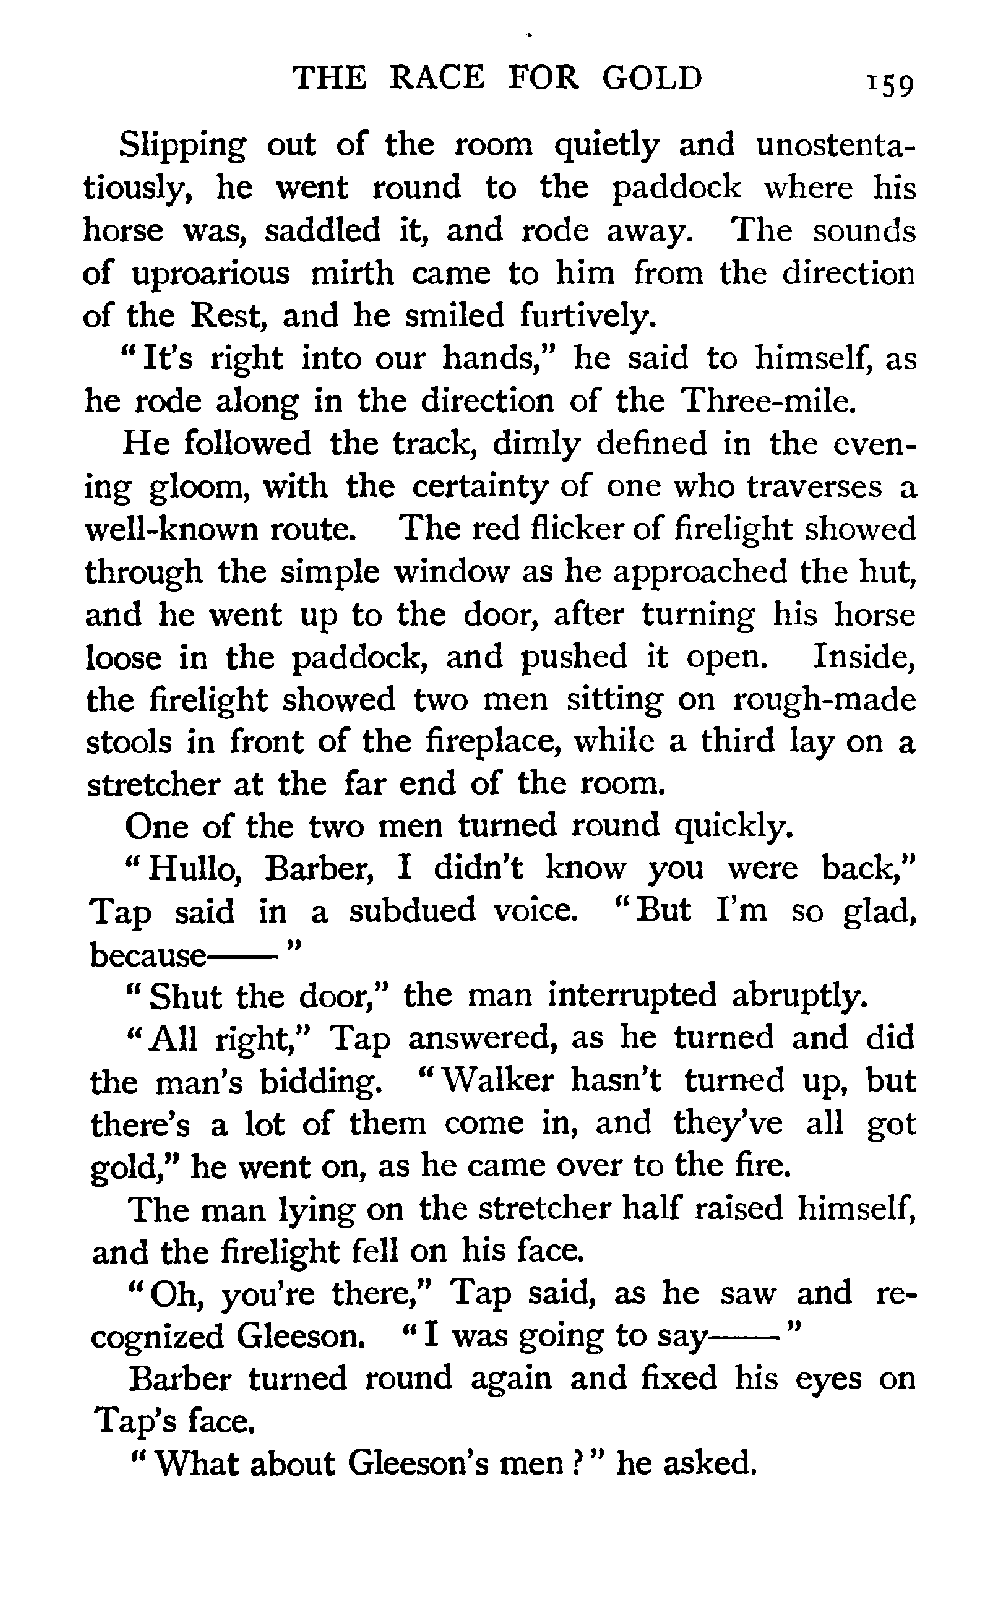 THE RACE FOR GOLD 159
Slipping out of the room quietly and unostenta-
tiously, he went round to the paddock where his
horse was, saddled it, and rode away. The sounds
of uproarious mirth came to him from the direction
of the Rest, and he smiled furtively.
"It's right into our hands," he said to himself, as
he rode along in the direction of the Three-mile.
He followed the track, dimly defined in the even-
ing gloom, with the certainty of one who traverses a
well-known route. The red flicker of firelight showed
through the simple window as he approached the hut,
and he went up to the door, after turning his horse
loose in the paddock, and pushed it open. Inside,
the firelight showed two men sitting on rough-made
stools in front of the fireplace, while a third lay on a
stretcher at the far end of the room.
One of the two men turned round quickly.
"Hullo, Barber, I didn't know you were back,"
Tap said in a subdued voice. "But I'm so glad,
because—— "
"Shut the door," the man interrupted abruptly.
"All right," Tap answered, as he turned and did
the man's bidding. "Walker hasn't turned up, but
there's a lot of them come in, and they've all got
gold," he went on, as he came over to the fire.
The man lying on the stretcher half raised himself,
and the firelight fell on his face.
"Oh, you're there," Tap said, as he saw and re-
cognized Gleeson. "I was going to say—— "
Barber turned round again and fixed his eyes on
Tap's face.
"What about Gleeson's men?" he asked.